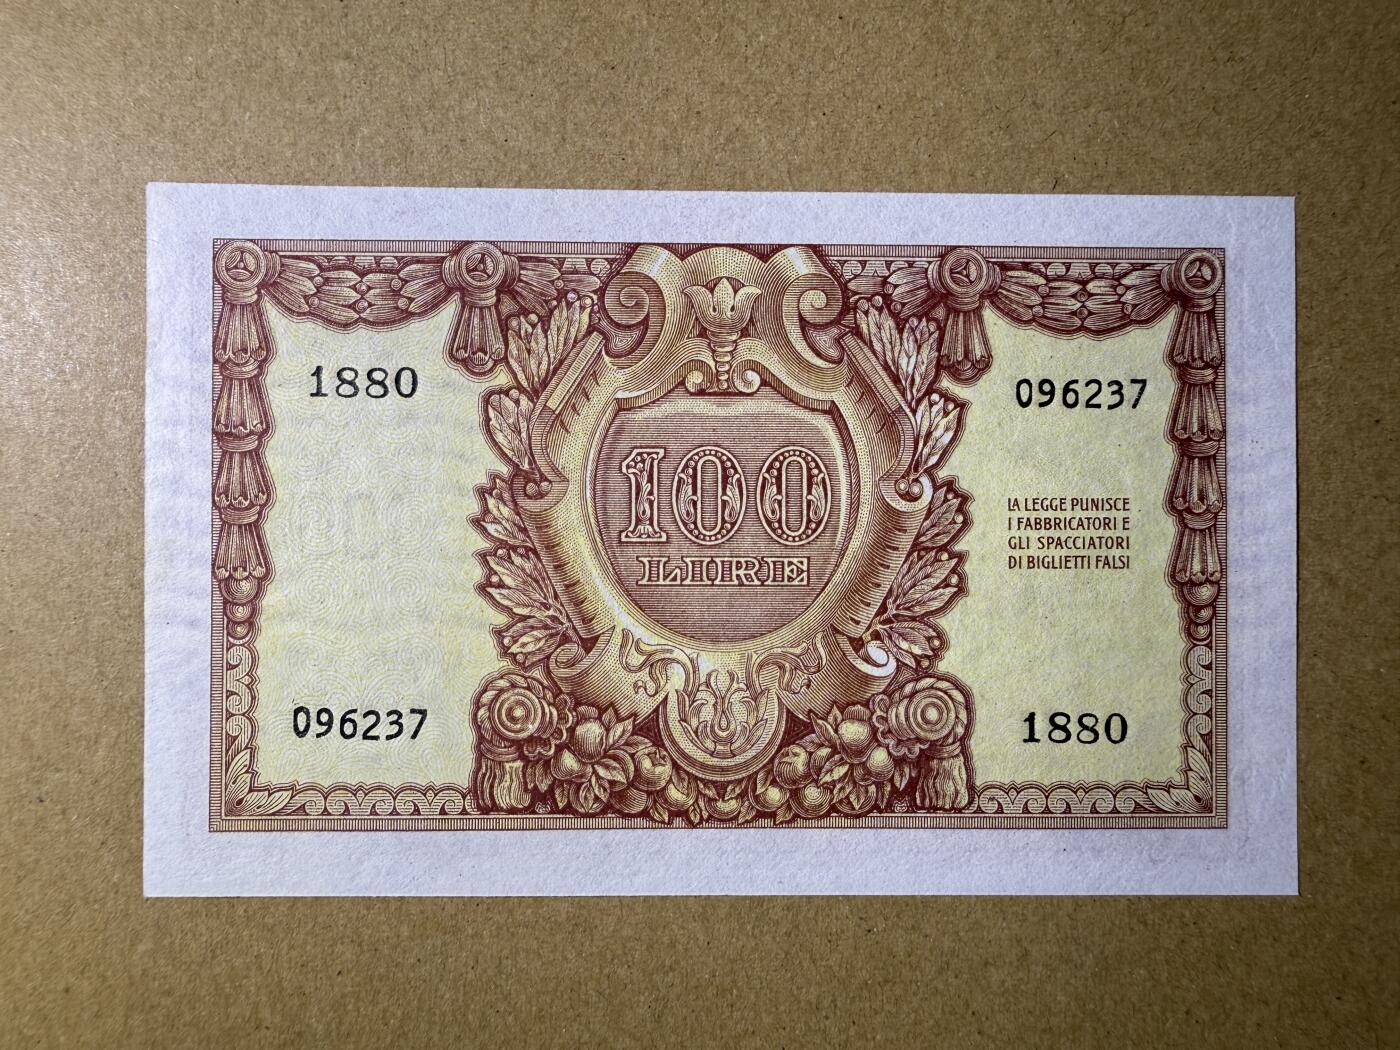 1880
096237
100
LIRE
LA LEGGE PUNISCE
I FABBRICATORI E
GLI SPACCIATORI
DI BIGLIETTI FALSI
096237
1880